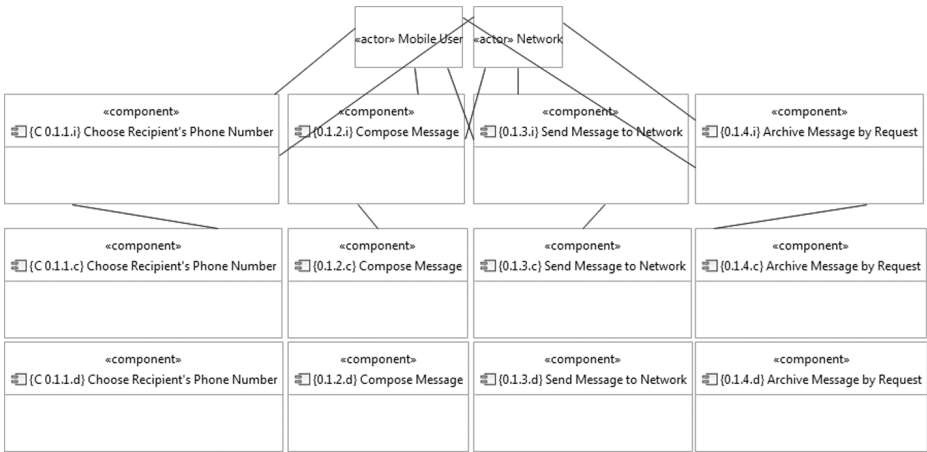 «actor» Mobile User
«actor» Network
«component»
{C 0.1.1.i} Choose Recipient's Phone Number
«component»
{0.1.2.i} Compose Message
«component»
{0.1.3.i} Send Message to Network
«component»
{0.1.4.i} Archive Message by Request
«component»
{C 0.1.1.c} Choose Recipient's Phone Number
«component»
{0.1.2.c} Compose Message
«component»
{0.1.3.c} Send Message to Network
«component»
{0.1.4.c} Archive Message by Request
«component»
{C 0.1.1.d} Choose Recipient's Phone Number
«component»
{0.1.2.d} Compose Message
«component»
{0.1.3.d} Send Message to Network
«component»
{0.1.4.d} Archive Message by Request